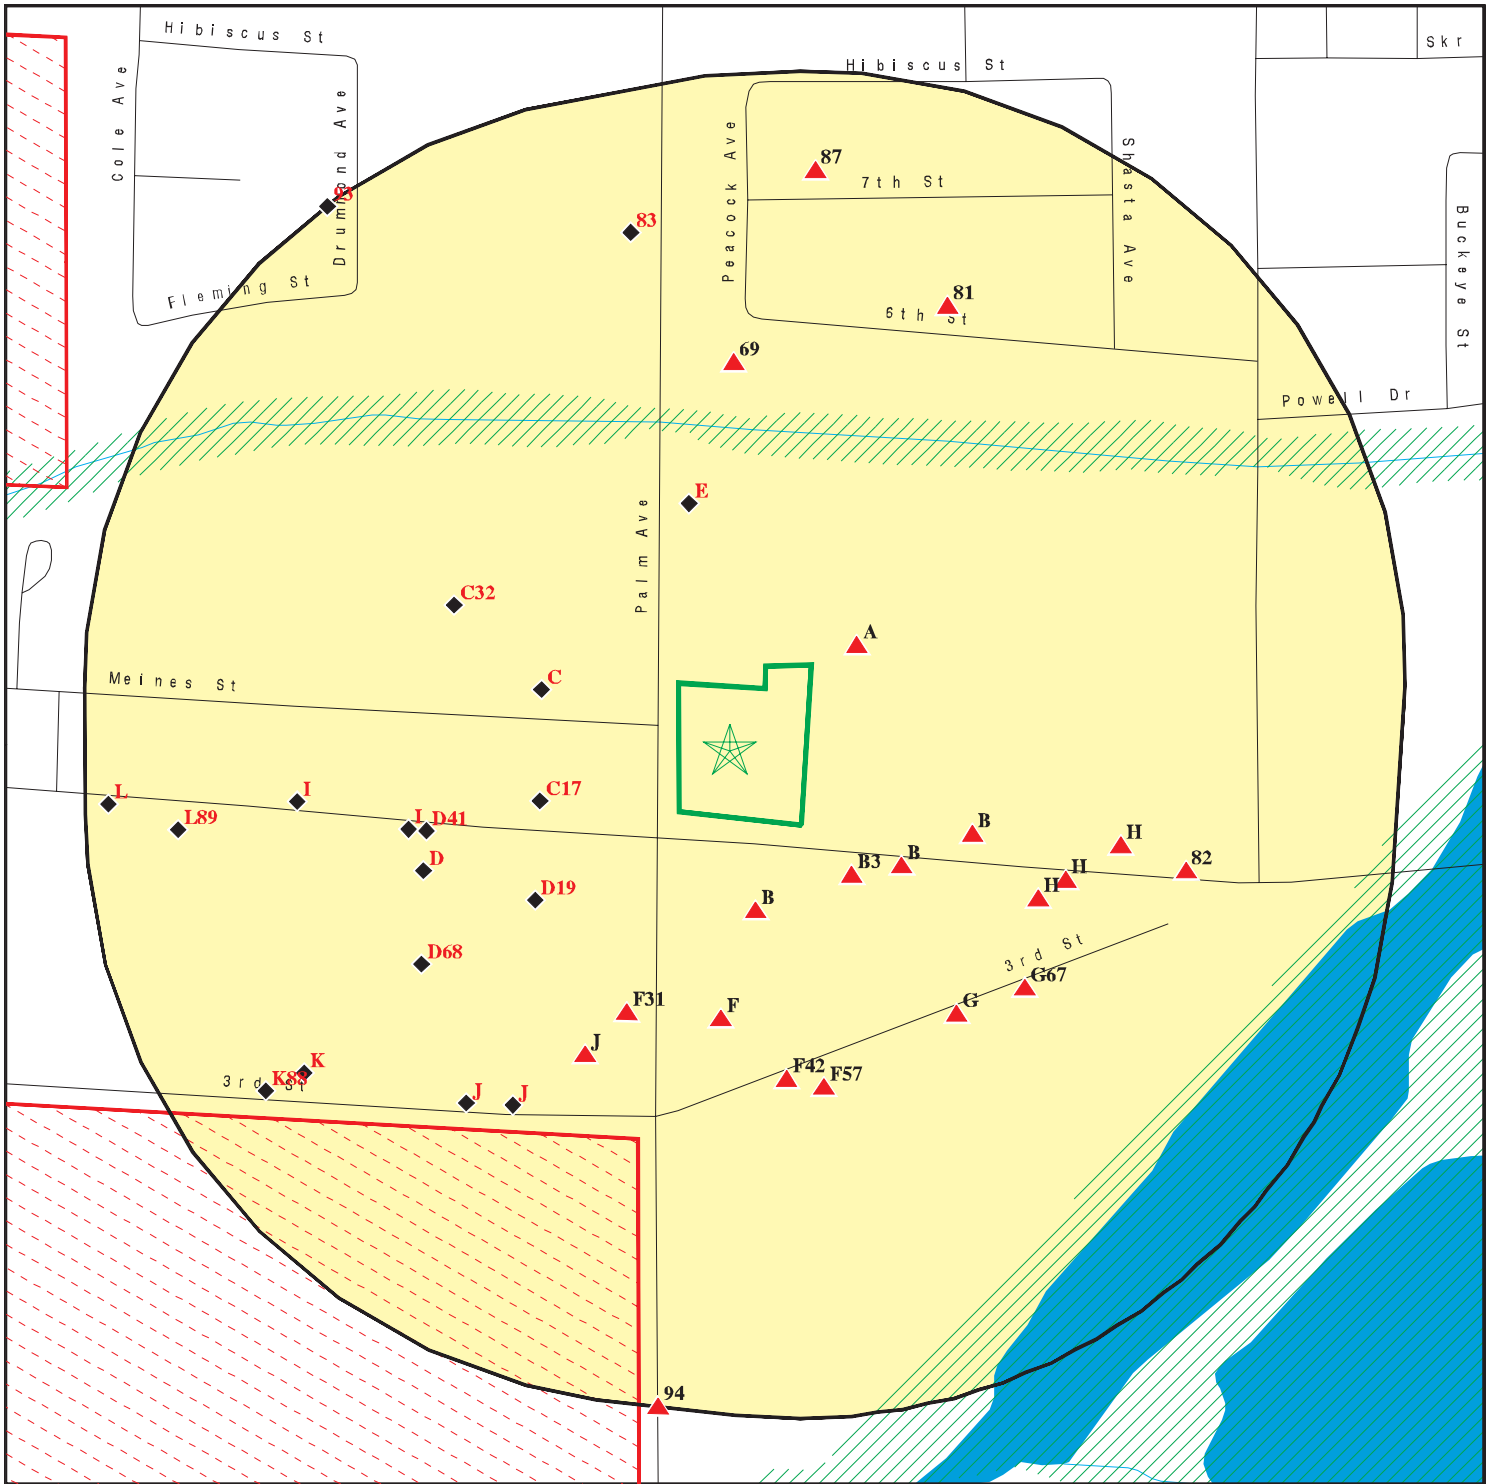 Hibiscus St
Skr
Hibiscus St
Cole Ave
Drummond Ave
Peacock Ave
Shasta Ave
87
7th St
93
83
Buckeye St
Fleming St
81
6th St
69
Powell Dr
E
Palm Ave
C32
A
C
Meines St
L
I
C17
L89
I
D41
B
H
D
B3
B
H
82
D19
H
B
D68
3rd St
G67
F31
F
G
J
K
F42
F57
3rd St
K88
J
J
94